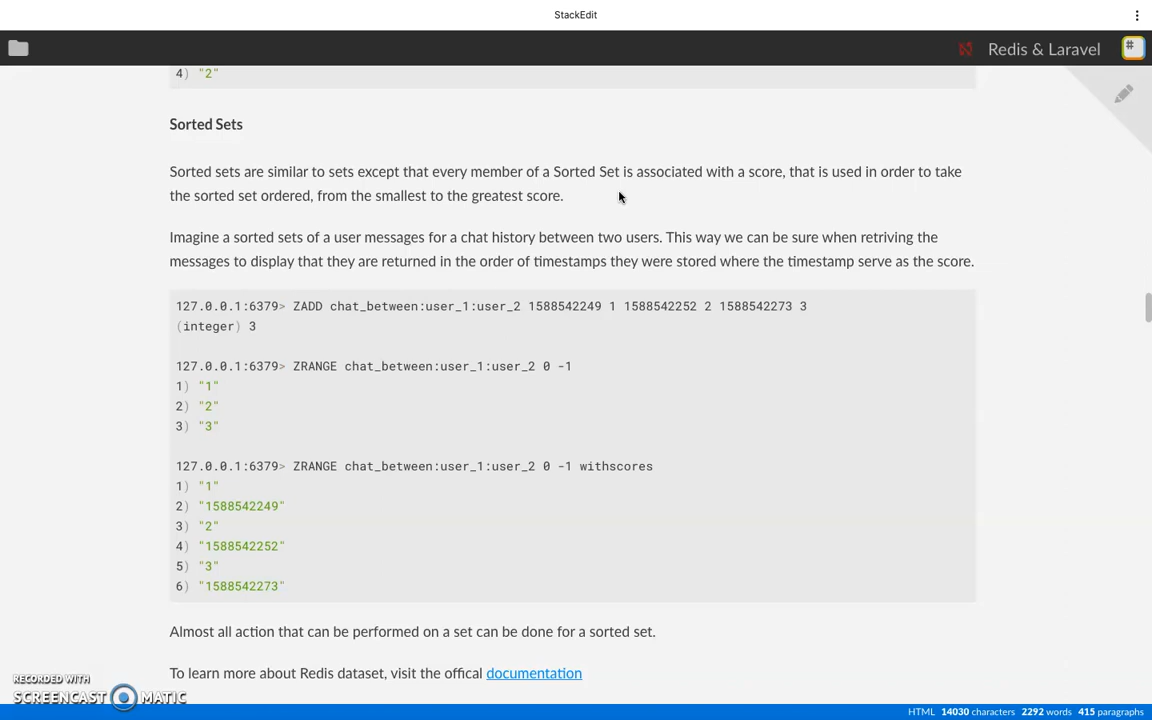 StackEdit
Redis & Laravel
4) "2"
Sorted Sets
Sorted sets are similar to sets except that every member of a Sorted Set is associated with a score, that is used in order to take
the sorted set ordered, from the smallest to the greatest score.
Imagine a sorted sets of a user messages for a chat history between two users. This way we can be sure when retriving the
messages to display that they are returned in the order of timestamps they were stored where the timestamp serve as the score.
127.0.0.1:6379> ZADD chat_between:user_1:user_2 1588542249 1 1588542252 2 1588542273 3
(integer) 3
127.0.0.1:6379> ZRANGE chat_between:user_1:user_2 0 -1
1) "1"
2) "2"
3) "3"
127.0.0.1:6379> ZRANGE chat_between:user_1:user_2 0 -1 withscores
1) "1"
2) "1588542249"
3) "2"
4) "1588542252"
5) "3"
6) "1588542273"
Almost all action that can be performed on a set can be done for a sorted set.
To learn more about Redis dataset, visit the offical documentation
RECORDED WITH
SCREENCAST MATIC
HTML 14030 characters 2292 words 415 paragraphs